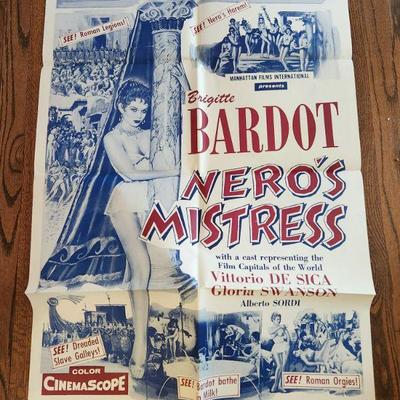 SEE! Roman Legions!
SEE! Nero's Harem!
MANHATTAN FILMS INTERNATIONAL
presents
Brigitte
BARDOT
NERO'S
MISTRESS
with a cast representing the
Film Capitals of the World
Vittorio DE SICA
Gloria SWANSON
Alberto SORDI
SEE! Dreaded
Slave Galleys!
COLOR
CINEMASCOPE
SEE! Bardot bathe
in Milk!
SEE! Roman Orgies!